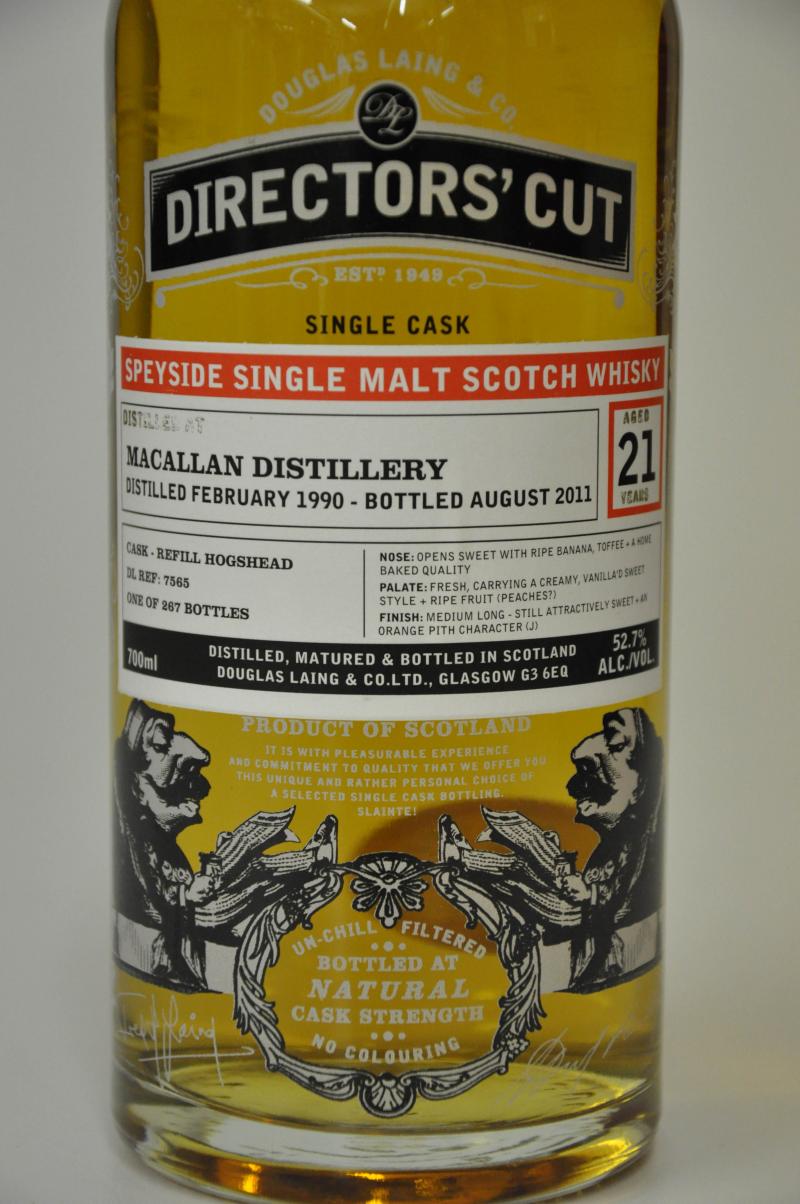 DOUGLAS LAING & CO.
DL
DIRECTORS' CUT
ESTD 1949
SINGLE CASK
SPEYSIDE SINGLE MALT SCOTCH WHISKY
DISTILLED AT
MACALLAN DISTILLERY
DISTILLED FEBRUARY 1990 - BOTTLED AUGUST 2011
AGED
21
YEARS
CASK - REFILL HOGSHEAD
DL REF: 7565
ONE OF 267 BOTTLES
NOSE: OPENS SWEET WITH RIPE BANANA, TOFFEE + A HOME
BAKED QUALITY
PALATE: FRESH, CARRYING A CREAMY, VANILLA'D SWEET
STYLE + RIPE FRUIT (PEACHES?)
FINISH: MEDIUM LONG - STILL ATTRACTIVELY SWEET + AN
ORANGE PITH CHARACTER (J)
700ml
DISTILLED, MATURED & BOTTLED IN SCOTLAND
DOUGLAS LAING & CO.LTD., GLASGOW G3 6EQ
52.7%
ALC./VOL.
PRODUCT OF SCOTLAND
IT IS WITH PLEASURABLE EXPERIENCE
AND COMMITMENT TO QUALITY THAT WE OFFER YOU
THIS UNIQUE AND RATHER PERSONAL CHOICE OF
A SELECTED SINGLE CASK BOTTLING.
SLAINTE!
UN-CHILL FILTERED
BOTTLED AT
NATURAL
CASK STRENGTH
NO COLOURING